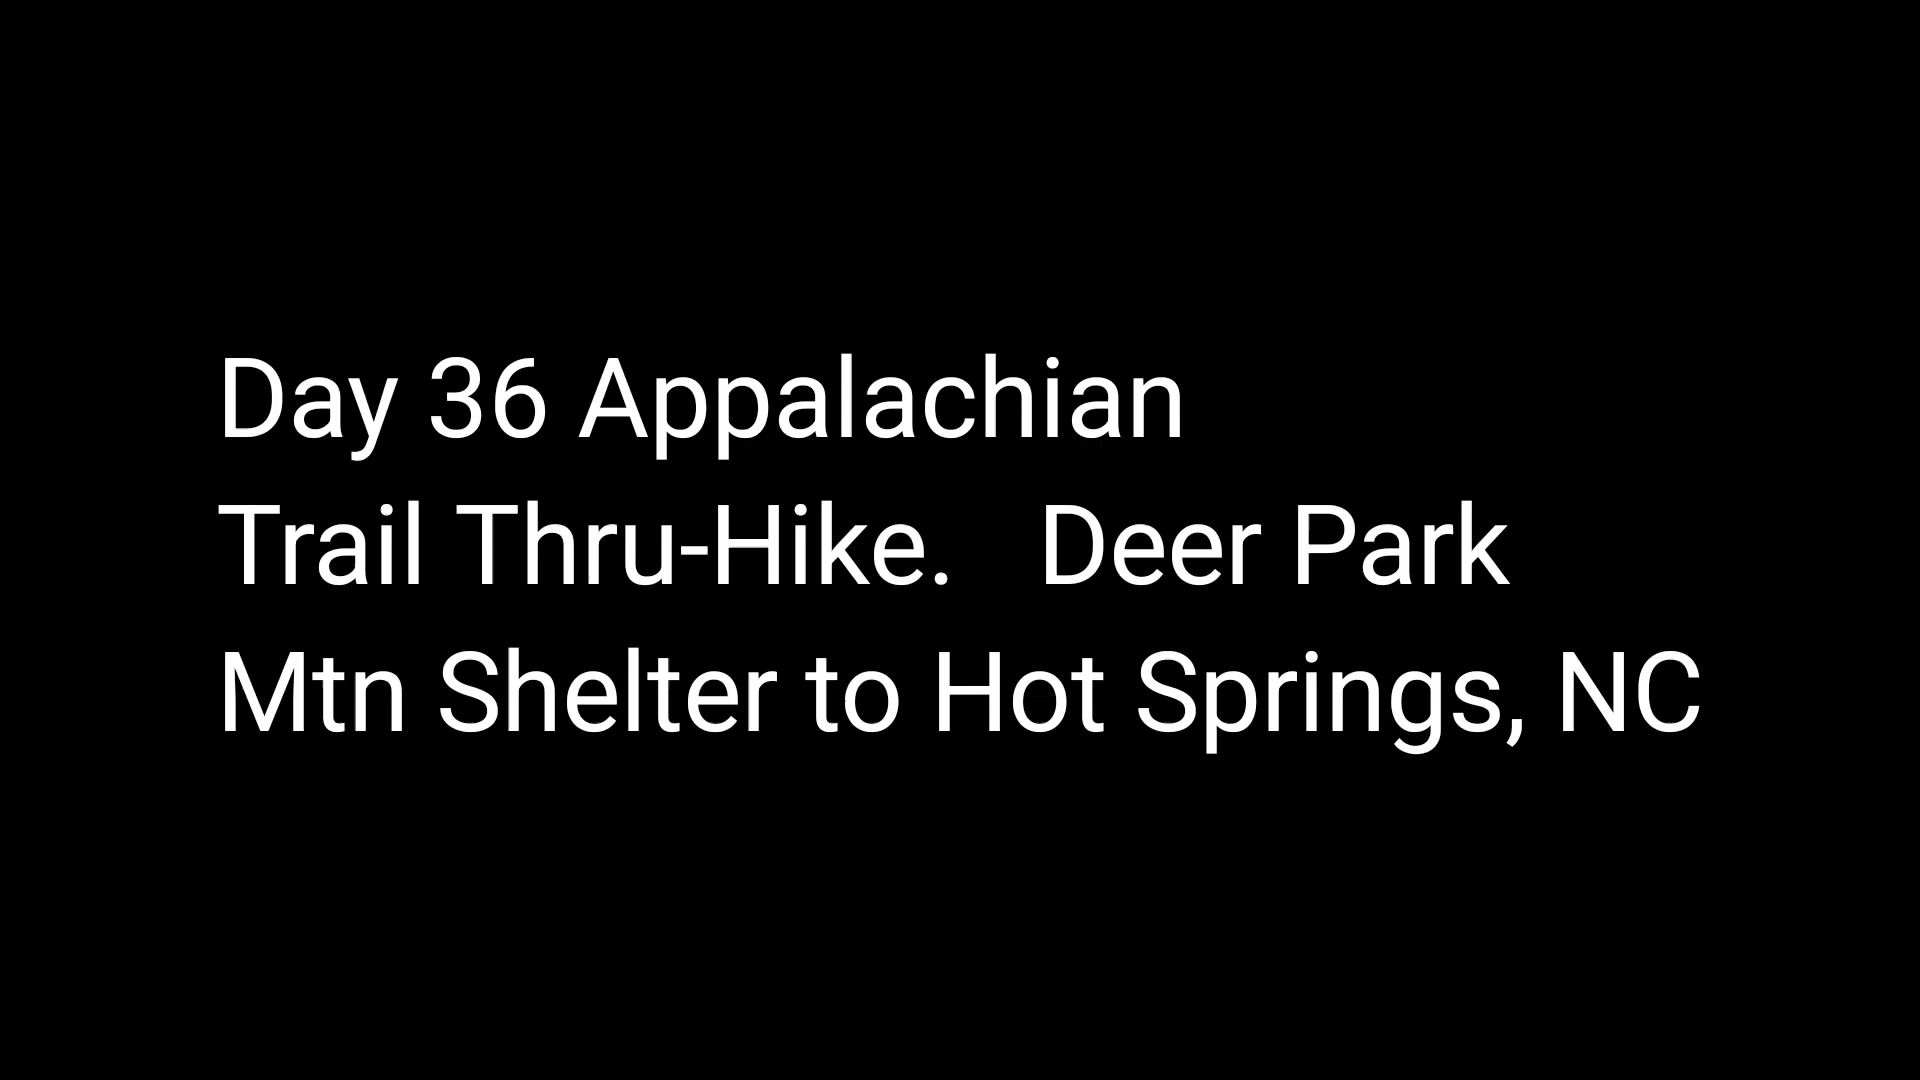 Day 36 Appalachian
Trail Thru-Hike.   Deer Park
Mtn Shelter to Hot Springs, NC